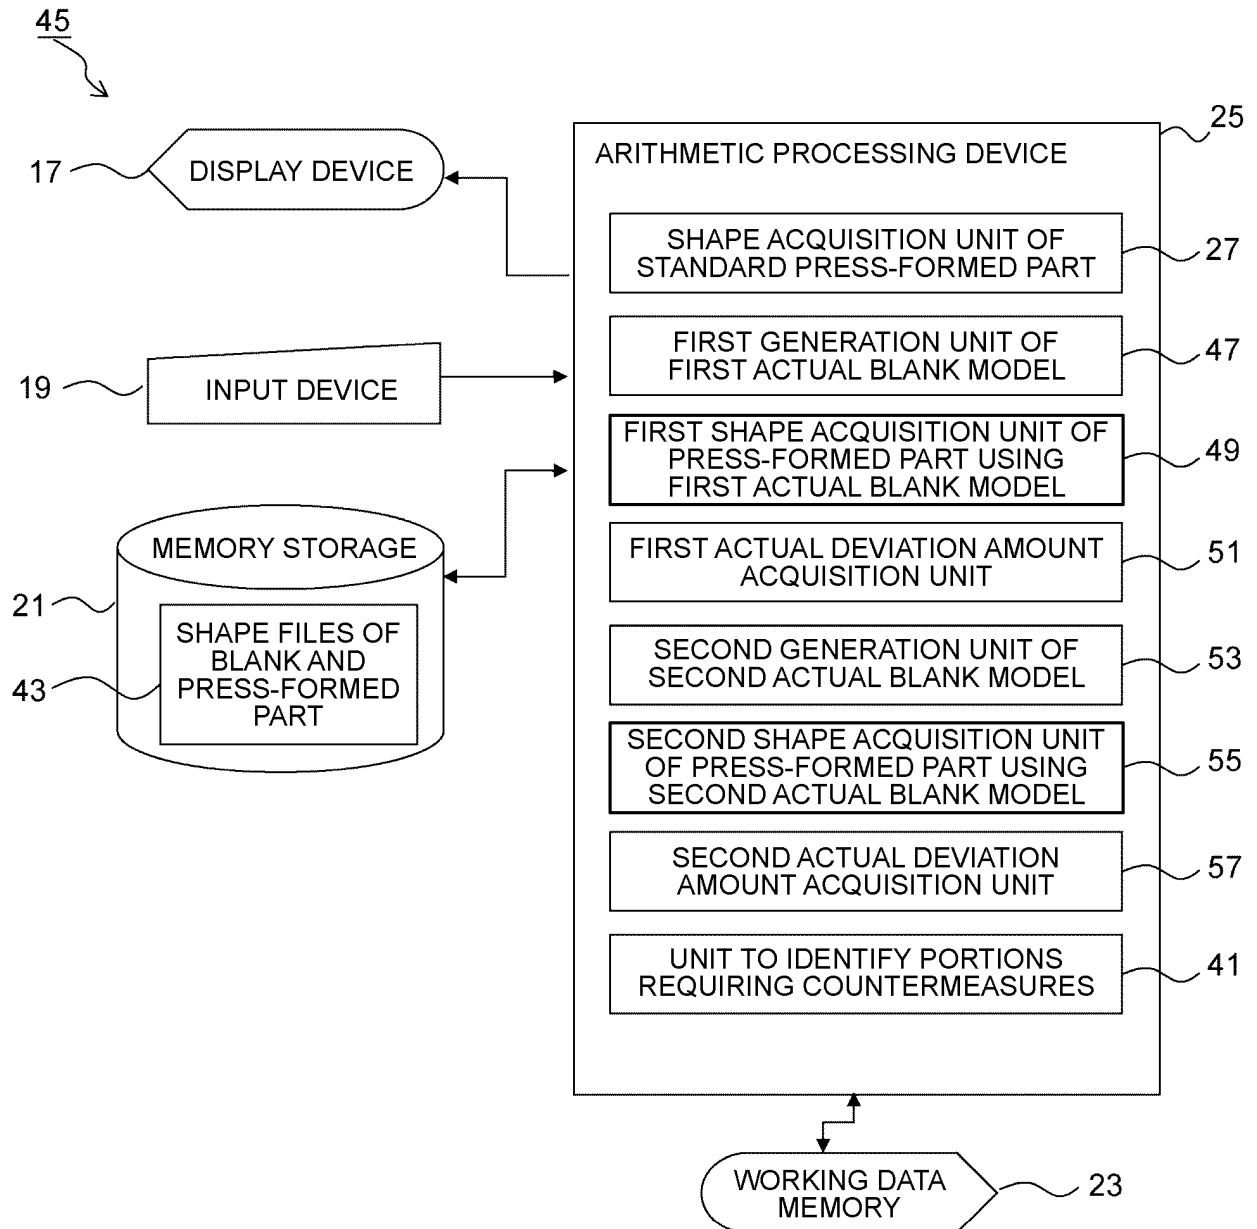 45
DISPLAY DEVICE
17
INPUT DEVICE
19
MEMORY STORAGE
21
SHAPE FILES OF
BLANK AND
PRESS-FORMED
PART
43
25
ARITHMETIC PROCESSING DEVICE
SHAPE ACQUISITION UNIT OF
STANDARD PRESS-FORMED PART
27
FIRST GENERATION UNIT OF
FIRST ACTUAL BLANK MODEL
47
FIRST SHAPE ACQUISITION UNIT OF
PRESS-FORMED PART USING
FIRST ACTUAL BLANK MODEL
49
FIRST ACTUAL DEVIATION AMOUNT
ACQUISITION UNIT
51
SECOND GENERATION UNIT OF
SECOND ACTUAL BLANK MODEL
53
SECOND SHAPE ACQUISITION UNIT
OF PRESS-FORMED PART USING
SECOND ACTUAL BLANK MODEL
55
SECOND ACTUAL DEVIATION
AMOUNT ACQUISITION UNIT
57
UNIT TO IDENTIFY PORTIONS
REQUIRING COUNTERMEASURES
41
WORKING DATA
MEMORY
23